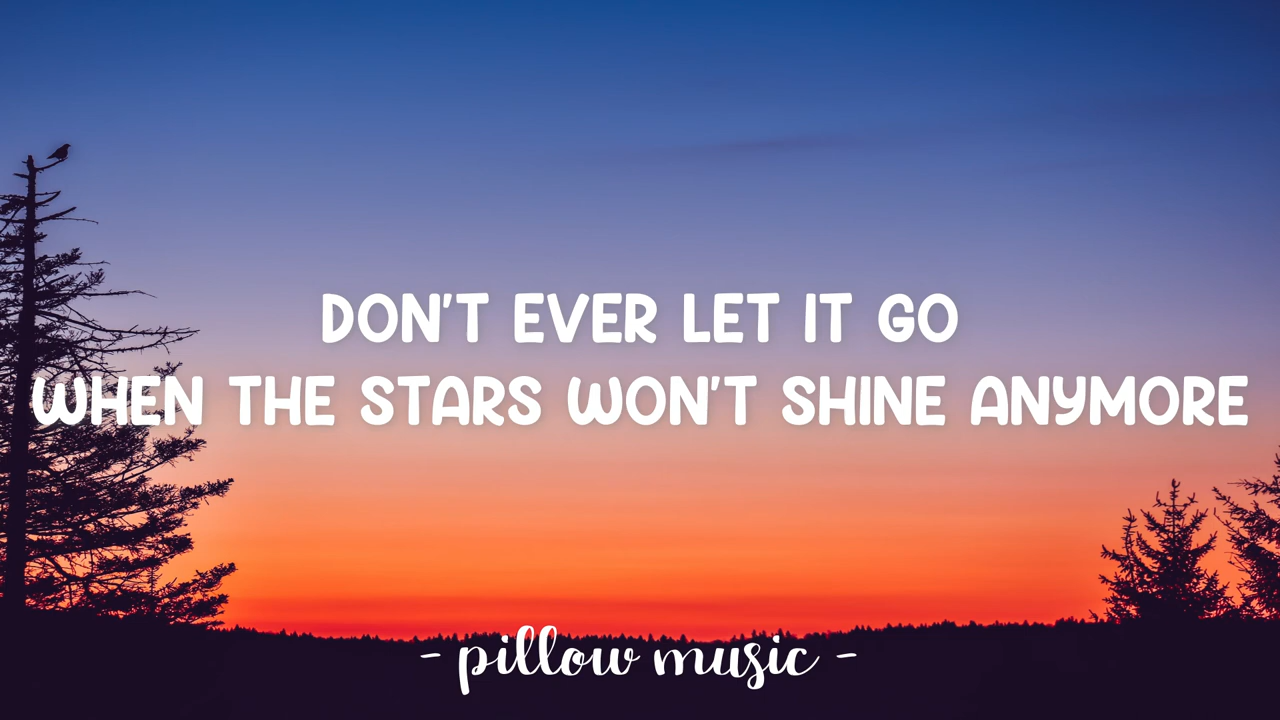 DON'T EVER LET IT GO
WHEN THE STARS WON'T SHINE ANYMORE
- pillow music -